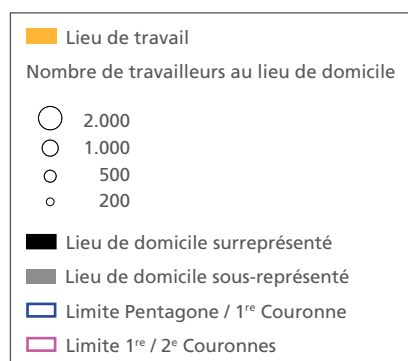 Lieu de travail
Nombre de travailleurs au lieu de domicile
2.000
1.000
500
200
Lieu de domicile surreprésenté
Lieu de domicile sous-représenté
Limite Pentagone / 1re Couronne
Limite 1re / 2e Couronnes